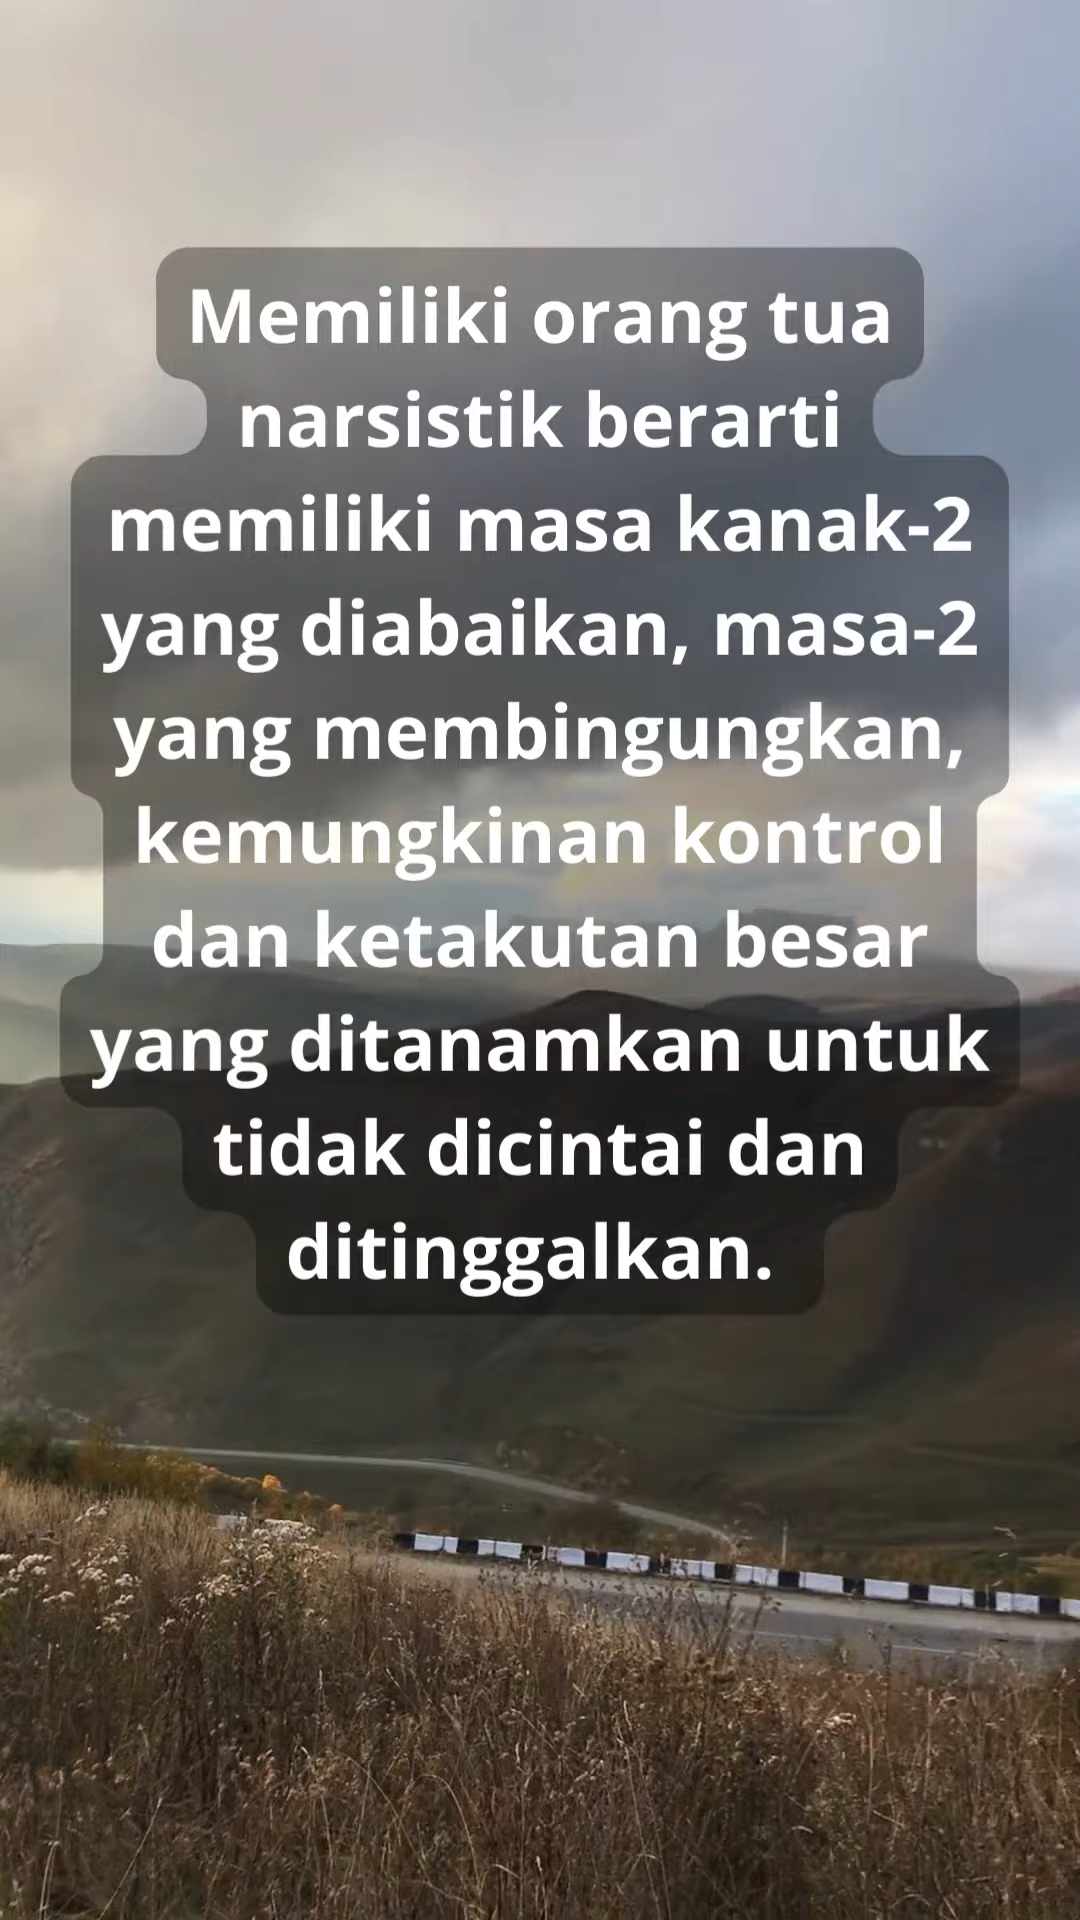 Memiliki orang tua
narsistik berarti
memiliki masa kanak-2
yang diabaikan, masa-2
yang membingungkan,
kemungkinan kontrol
dan ketakutan besar
yang ditanamkan untuk
tidak dicintai dan
ditinggalkan.